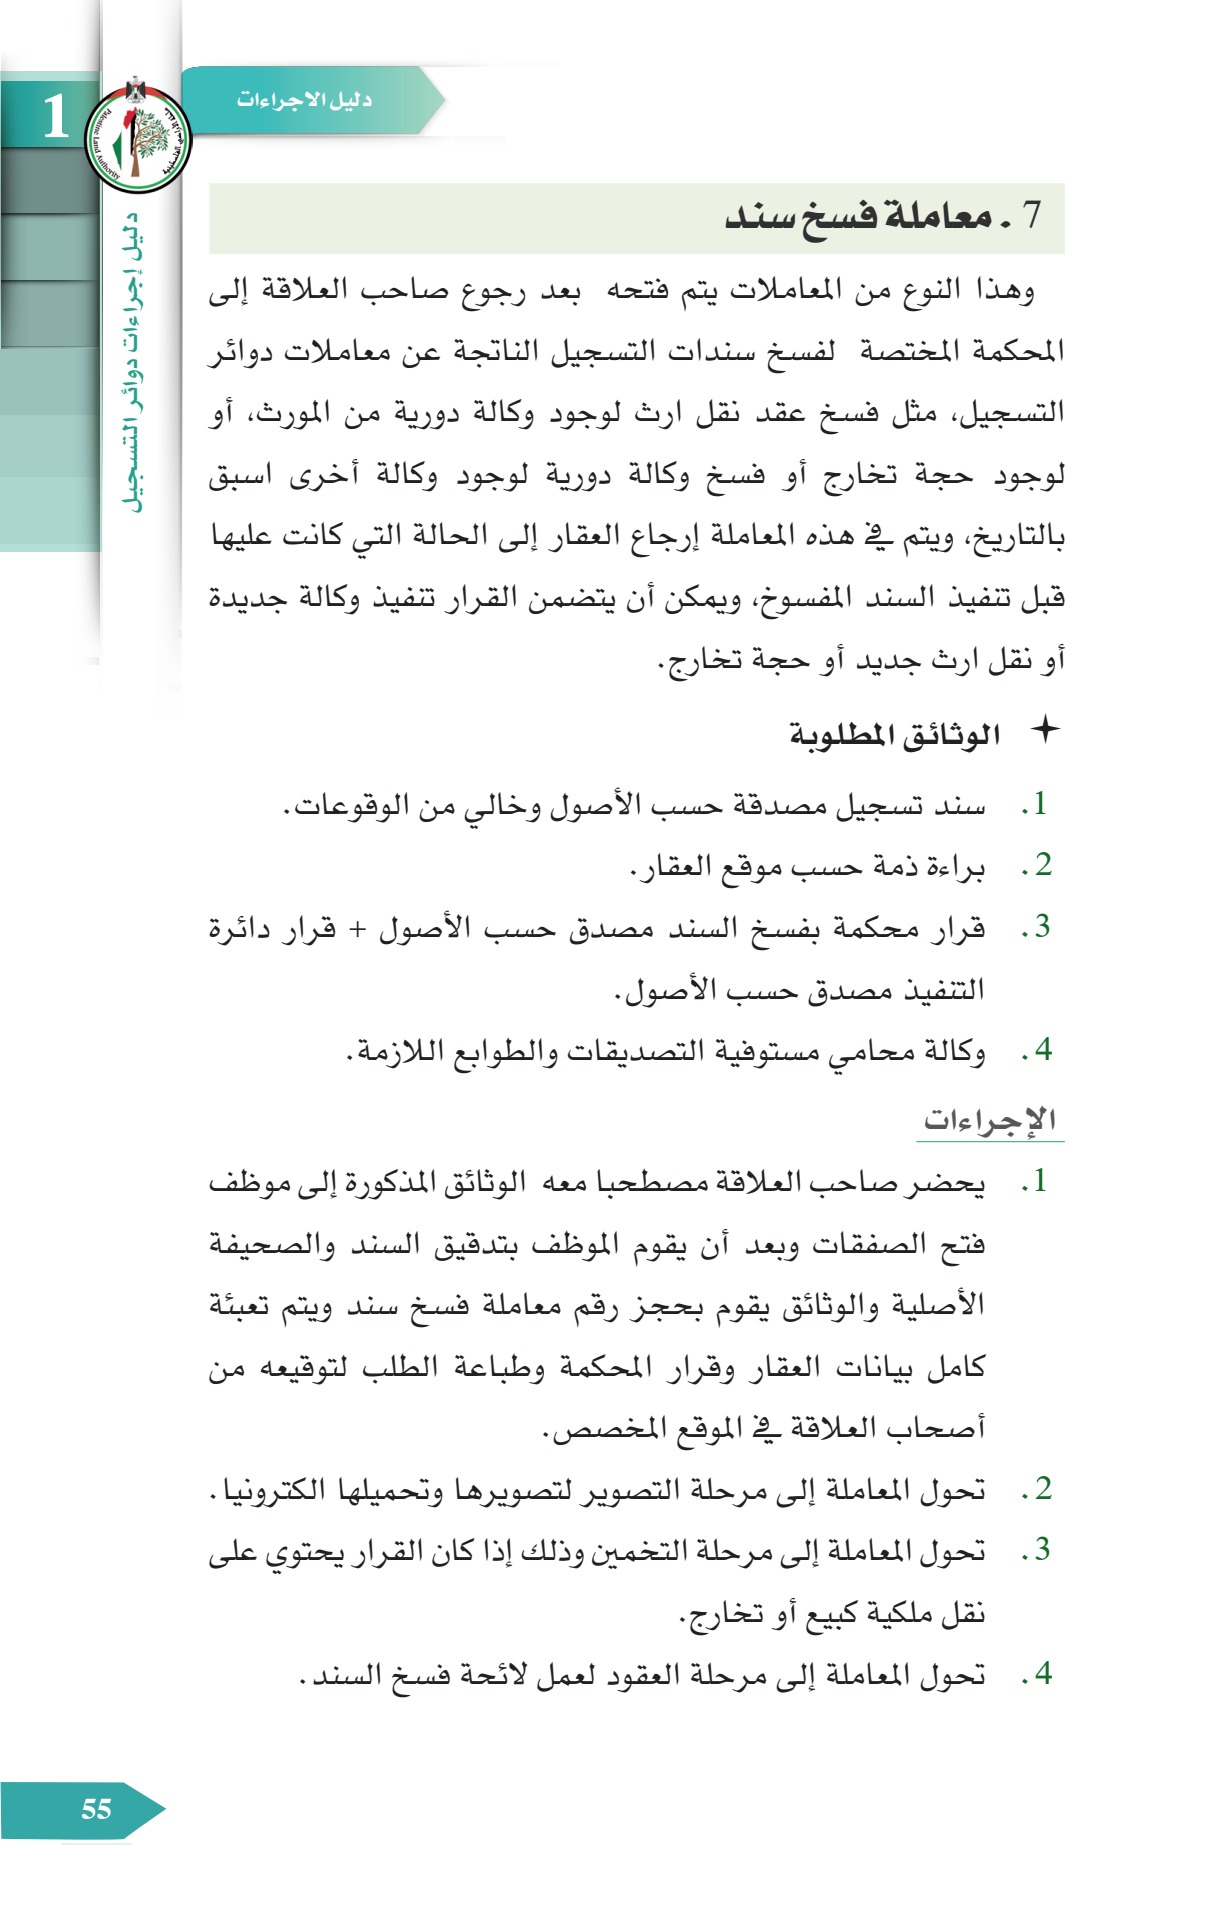 دليل الاجراءات
1
Palestine Land Authority
دليل إجراءات دوائر التسجيل
7 . معاملة فسخ سند
وهذا النوع من المعاملات يتم فتحه بعد رجوع صاحب العلاقة إلى
المحكمة المختصة لفسخ سندات التسجيل الناتجة عن معاملات دوائر
التسجيل، مثل فسخ عقد نقل ارث لوجود وكالة دورية من المورث، أو
لوجود حجة تخارج أو فسخ وكالة دورية لوجود وكالة أخرى اسبق
بالتاريخ، ويتم في هذه المعاملة إرجاع العقار إلى الحالة التي كانت عليها
قبل تنفيذ السند المفسوخ، ويمكن أن يتضمن القرار تنفيذ وكالة جديدة
أو نقل ارث جديد أو حجة تخارج.
الوثائق المطلوبة
1. سند تسجيل مصدقة حسب الأصول وخالي من الوقوعات.
2. براءة ذمة حسب موقع العقار.
3. قرار محكمة بفسخ السند مصدق حسب الأصول + قرار دائرة
التنفيذ مصدق حسب الأصول.
4. وكالة محامي مستوفية التصديقات والطوابع اللازمة.
الإجراءات
1. يحضر صاحب العلاقة مصطحبا معه الوثائق المذكورة إلى موظف
فتح الصفقات وبعد أن يقوم الموظف بتدقيق السند والصحيفة
الأصلية والوثائق يقوم بحجز رقم معاملة فسخ سند ويتم تعبئة
كامل بيانات العقار وقرار المحكمة وطباعة الطلب لتوقيعه من
أصحاب العلاقة في الموقع المخصص.
2. تحول المعاملة إلى مرحلة التصوير لتصويرها وتحميلها الكترونيا.
3. تحول المعاملة إلى مرحلة التخمين وذلك إذا كان القرار يحتوي على
نقل ملكية كبيع أو تخارج.
4. تحول المعاملة إلى مرحلة العقود لعمل لائحة فسخ السند.
55